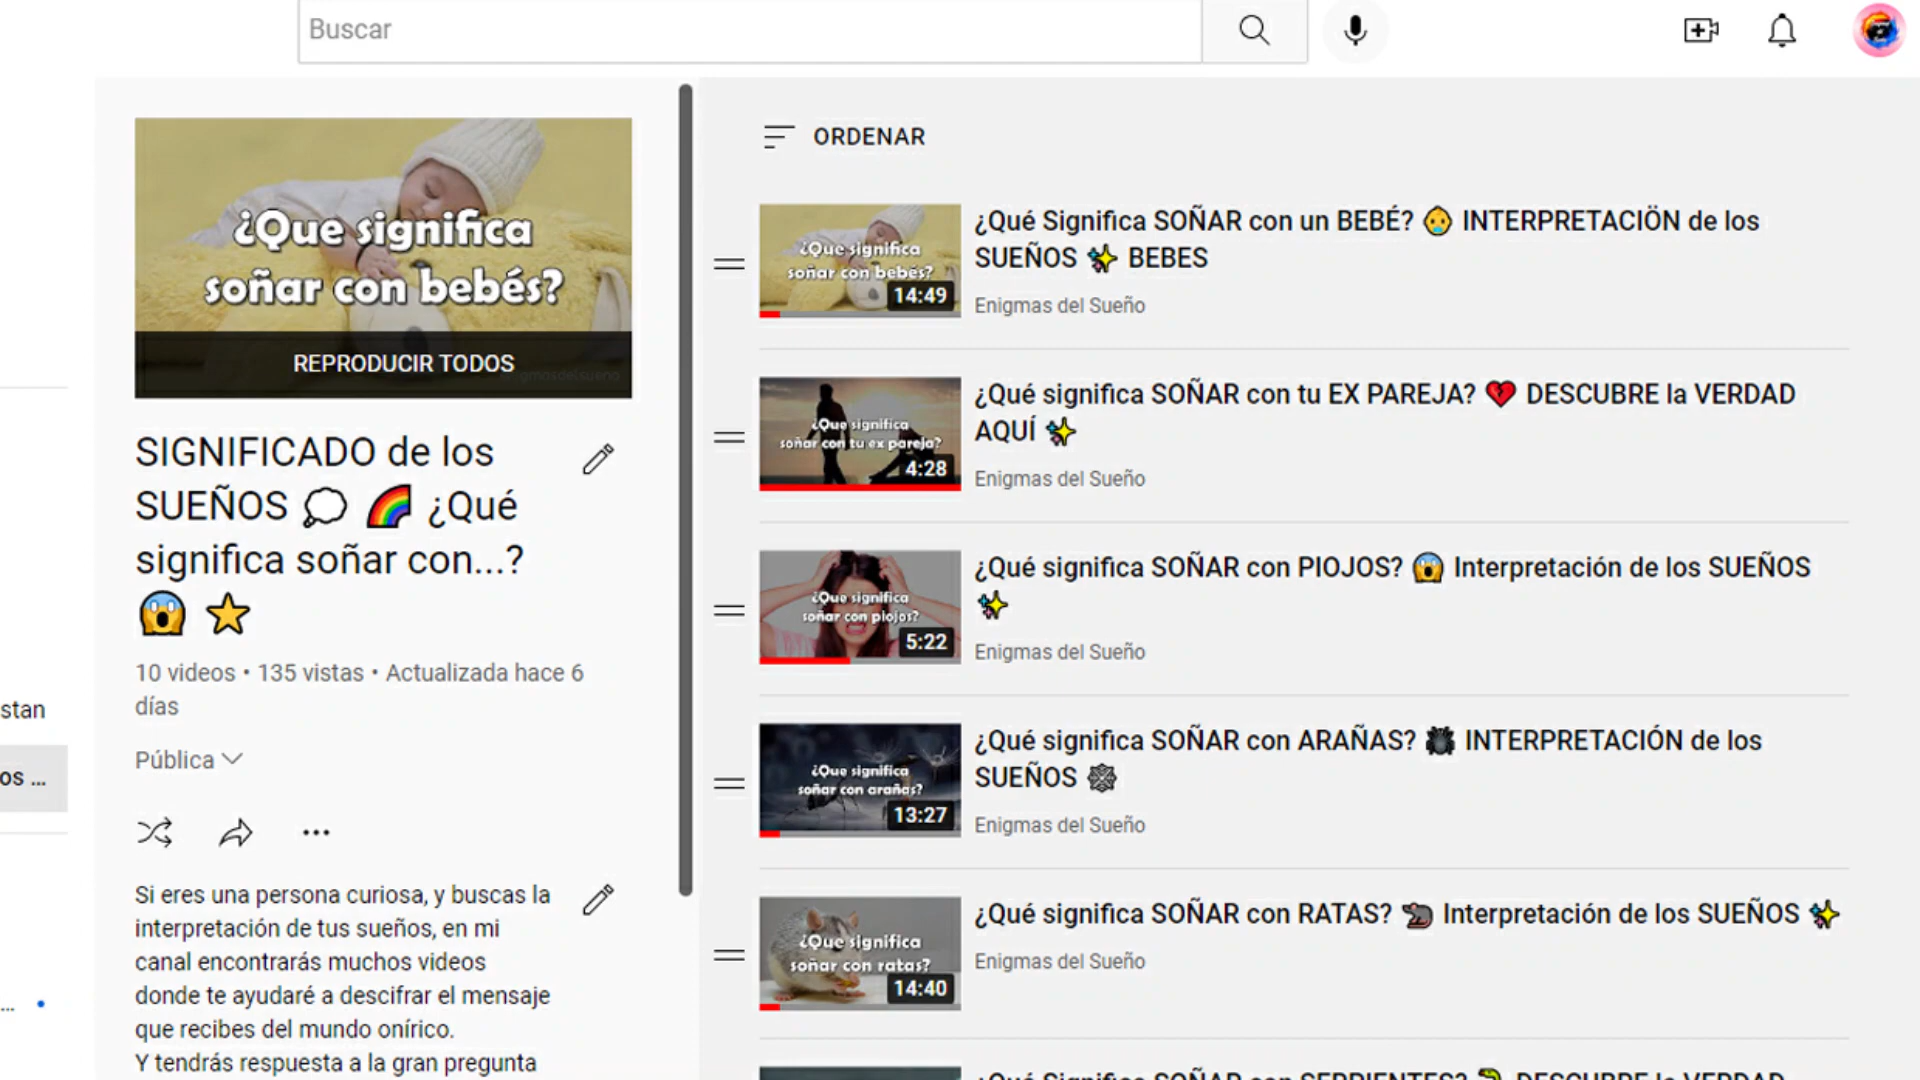 Buscar
¿Que significa
soñar con bebés?
REPRODUCIR TODOS
enigmasdelsueno
SIGNIFICADO de los
SUEÑOS 💭 🌈 ¿Qué
significa soñar con...?
😱 ⭐
10 videos • 135 vistas • Actualizada hace 6
días
Pública
Si eres una persona curiosa, y buscas la
interpretación de tus sueños, en mi
canal encontrarás muchos videos
donde te ayudaré a descifrar el mensaje
que recibes del mundo onírico.
Y tendrás respuesta a la gran pregunta
stan
os ...
...
ORDENAR
¿Que significa
soñar con bebés?
14:49
¿Qué Significa SOÑAR con un BEBÉ? 👶 INTERPRETACIÖN de los
SUEÑOS ✨ BEBES
Enigmas del Sueño
¿Que significa
soñar con tu ex pareja?
4:28
¿Qué significa SOÑAR con tu EX PAREJA? 💔 DESCUBRE la VERDAD
AQUÍ ✨
Enigmas del Sueño
¿Que significa
soñar con piojos?
5:22
¿Qué significa SOÑAR con PIOJOS? 😱 Interpretación de los SUEÑOS
✨
Enigmas del Sueño
¿Que significa
soñar con arañas?
13:27
¿Qué significa SOÑAR con ARAÑAS? 🕷 INTERPRETACIÓN de los
SUEÑOS 🕸
Enigmas del Sueño
¿Que significa
soñar con ratas?
14:40
¿Qué significa SOÑAR con RATAS? 🐀 Interpretación de los SUEÑOS ✨
Enigmas del Sueño
¿Qué Significa SOÑAR con SERPIENTES? 🐍 DESCUBRE la VERDAD